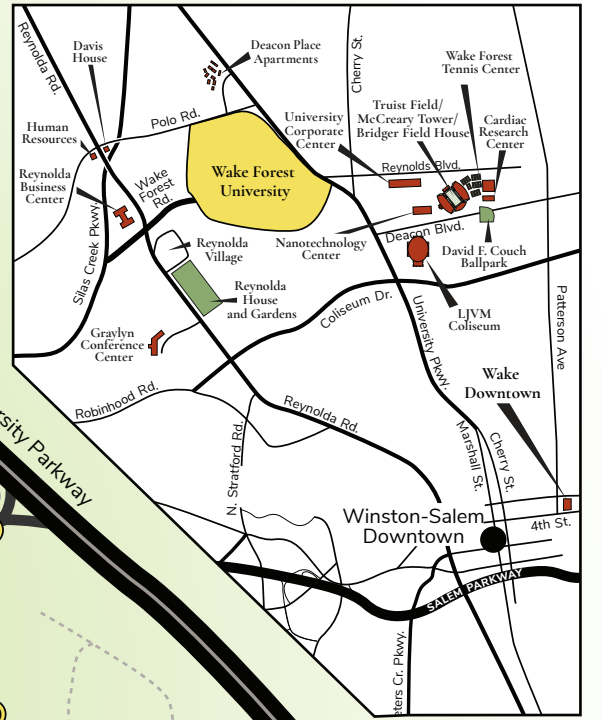 Reynolda Rd.
Davis
House
Deacon Place
Apartments
Cherry St.
Wake Forest
Tennis Center
Polo Rd.
University
Corporate
Center
Truist Field/
McCreary Tower/
Bridger Field House
Cardiac
Research
Center
Human
Resources
Reynolda
Business
Center
Wake
Forest
Rd.
Wake Forest
University
Reynolds Blvd.
Silas Creek Pkwy.
Reynolda
Village
Nanotechnology
Center
Deacon Blvd.
David F. Couch
Ballpark
Reynolda
House
and Gardens
Coliseum Dr.
University Pkwy.
LJVM
Coliseum
Patterson Ave
Graylyn
Conference
Center
Robinhood Rd.
Reynolda Rd.
Wake
Downtown
N. Stratford Rd.
Marshall St.
Cherry St.
rsity Parkway
Winston-Salem
Downtown
4th St.
SALEM PARKWAY
eters Cr. Pkwy.